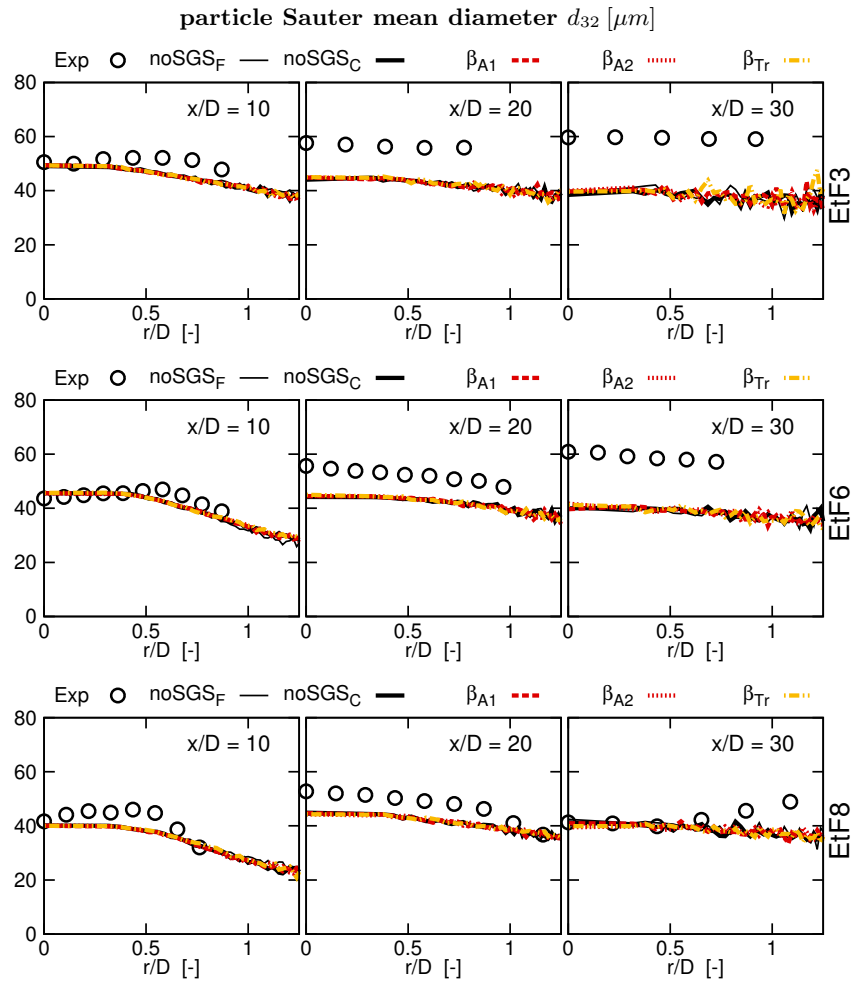 particle Sauter mean diameter d₃₂ [μm]
Exp noSGS_F noSGS_C β_A1 β_A2 β_Tr
80
60
40
20
0
x/D = 10 x/D = 20 x/D = 30
EtF3
0 0.5 1 0 0.5 1 0 0.5 1
r/D [-] r/D [-] r/D [-]
Exp noSGS_F noSGS_C β_A1 β_A2 β_Tr
80
60
40
20
0
x/D = 10 x/D = 20 x/D = 30
EtF6
0 0.5 1 0 0.5 1 0 0.5 1
r/D [-] r/D [-] r/D [-]
Exp noSGS_F noSGS_C β_A1 β_A2 β_Tr
80
60
40
20
0
x/D = 10 x/D = 20 x/D = 30
EtF8
0 0.5 1 0 0.5 1 0 0.5 1
r/D [-] r/D [-] r/D [-]